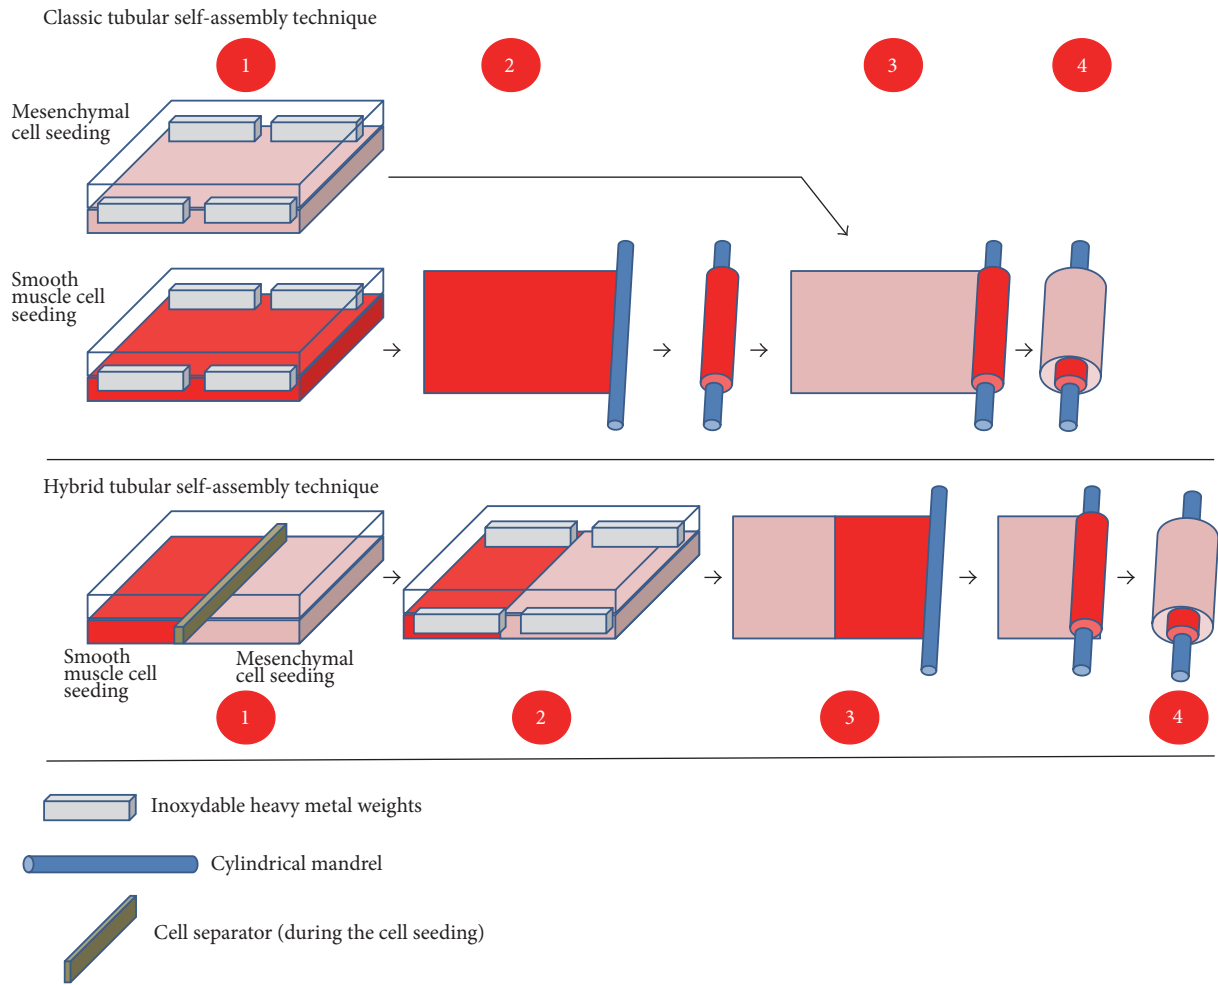 Classic tubular self-assembly technique
1
2
3
4
Mesenchymal
cell seeding
Smooth
muscle cell
seeding
Hybrid tubular self-assembly technique
Smooth
muscle cell
seeding
Mesenchymal
cell seeding
1
2
3
4
Inoxydable heavy metal weights
Cylindrical mandrel
Cell separator (during the cell seeding)